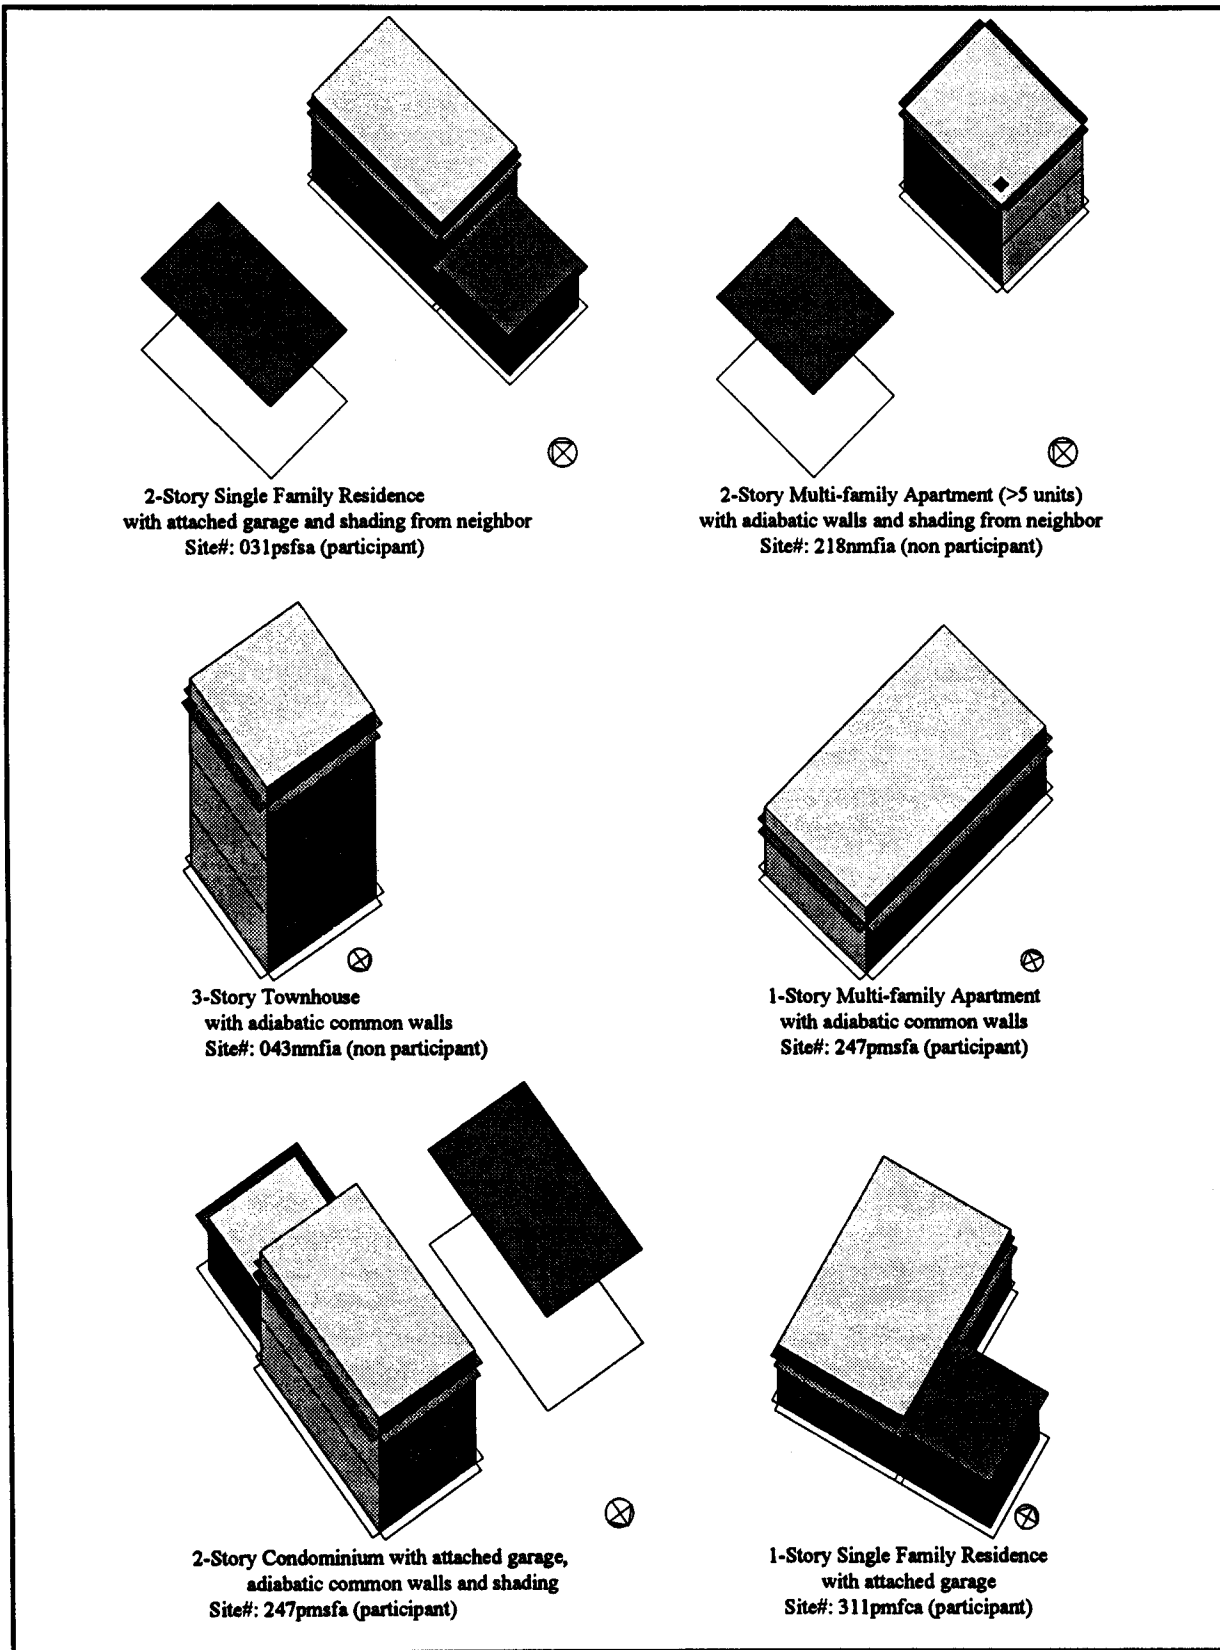 2-Story Single Family Residence
with attached garage and shading from neighbor
Site#: 031psfsa (participant)
2-Story Multi-family Apartment (>5 units)
with adiabatic walls and shading from neighbor
Site#: 218nmfia (non participant)
3-Story Townhouse
with adiabatic common walls
Site#: 043nmfia (non participant)
1-Story Multi-family Apartment
with adiabatic common walls
Site#: 247pmsfa (participant)
2-Story Condominium with attached garage,
adiabatic common walls and shading
Site#: 247pmsfa (participant)
1-Story Single Family Residence
with attached garage
Site#: 311pmfca (participant)